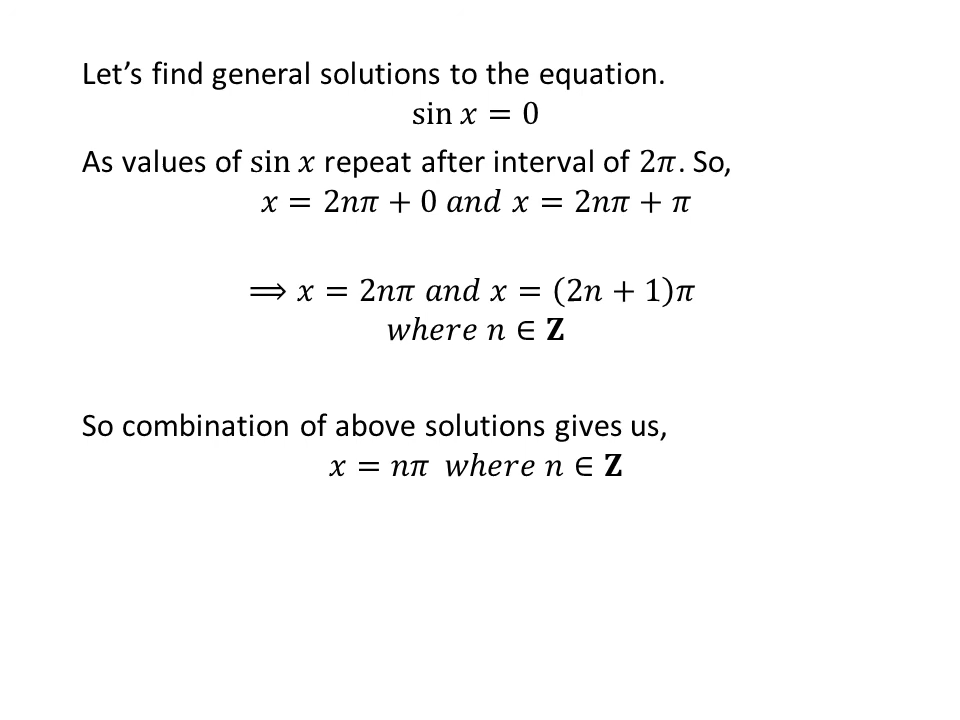 Let’s find general solutions to the equation.
sin 𝑥 = 0
As values of sin 𝑥 repeat after interval of 2𝜋. So,
𝑥 = 2𝑛𝜋 + 0 𝑎𝑛𝑑 𝑥 = 2𝑛𝜋 + 𝜋
⟹ 𝑥 = 2𝑛𝜋 𝑎𝑛𝑑 𝑥 = (2𝑛 + 1)𝜋
𝑤ℎ𝑒𝑟𝑒 𝑛 ∈ 𝐙
So combination of above solutions gives us,
𝑥 = 𝑛𝜋 𝑤ℎ𝑒𝑟𝑒 𝑛 ∈ 𝐙